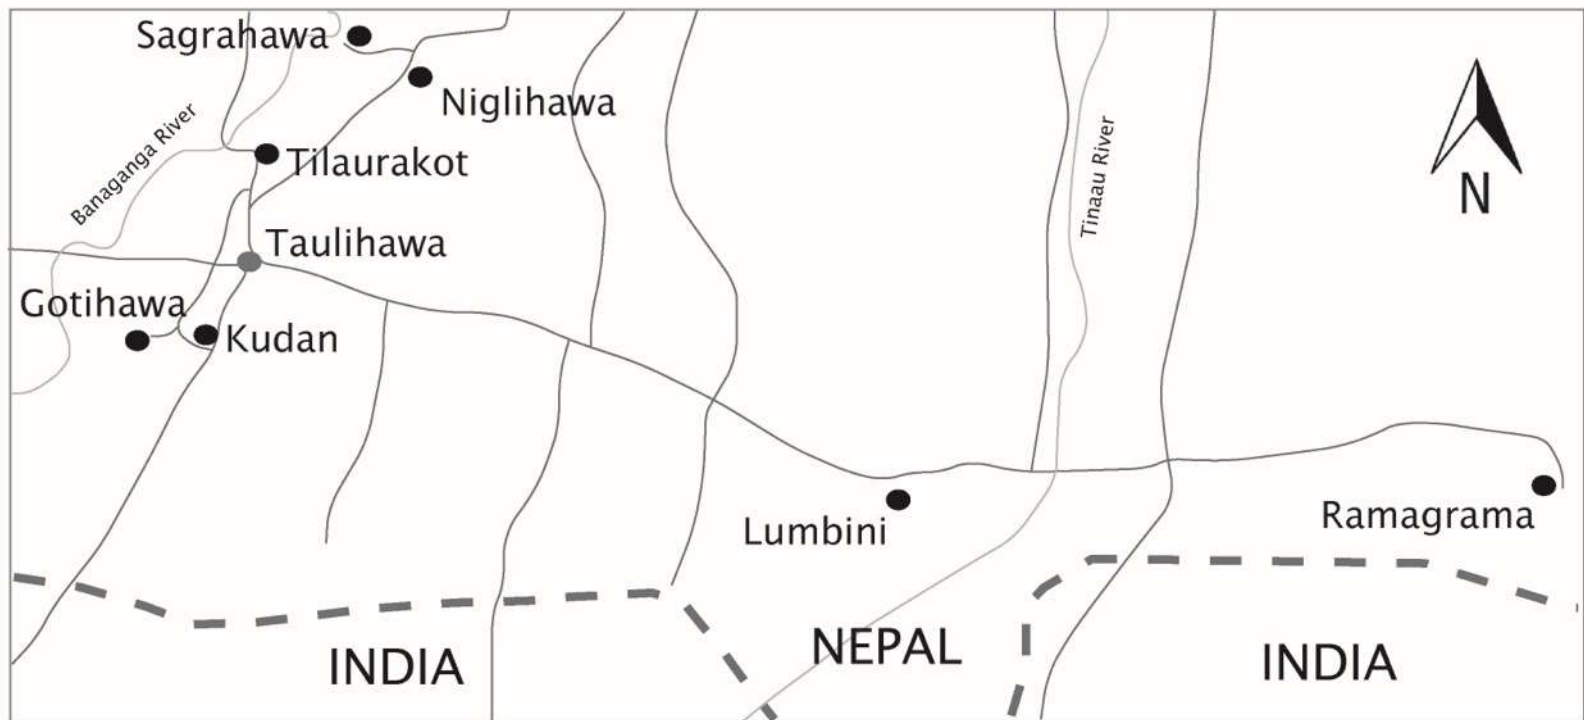 Sagrahawa
Niglihawa
Banaganga River
Tilaurakot
Tinaau River
N
Taulihawa
Gotihawa
Kudan
Lumbini
Ramagrama
INDIA
NEPAL
INDIA